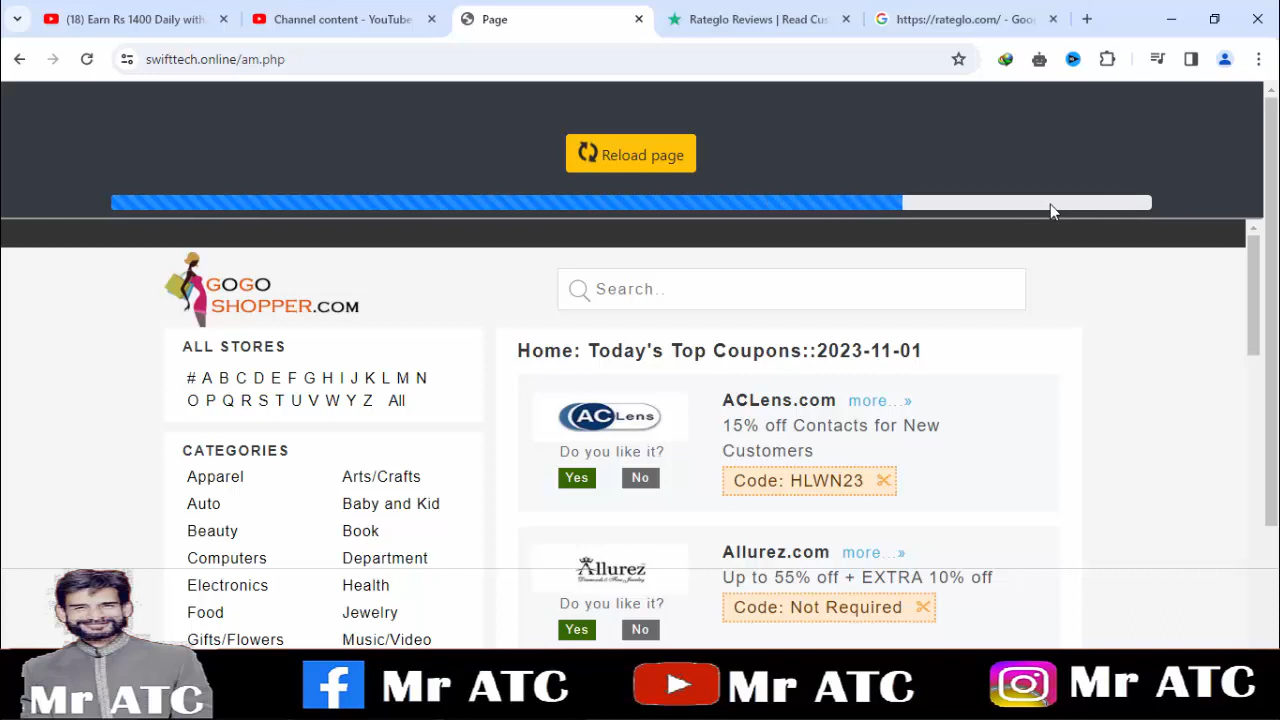 (18) Earn Rs 1400 Daily with
Channel content - YouTube
Page
Rateglo Reviews | Read Cus
https://rateglo.com/ - Goo
swifttech.online/am.php
Reload page
GOGO
SHOPPER.COM
Search..
ALL STORES
# A B C D E F G H I J K L M N
O P Q R S T U V W Y Z All
CATEGORIES
Apparel Arts/Crafts
Auto Baby and Kid
Beauty Book
Computers Department
Electronics Health
Food Jewelry
Gifts/Flowers Music/Video
Home: Today's Top Coupons::2023-11-01
AC Lens
Do you like it?
Yes No
ACLens.com more...»
15% off Contacts for New
Customers
Code: HLWN23
Allurez
Do you like it?
Yes No
Allurez.com more...»
Up to 55% off + EXTRA 10% off
Code: Not Required
Mr ATC
Mr ATC
Mr ATC
Mr ATC